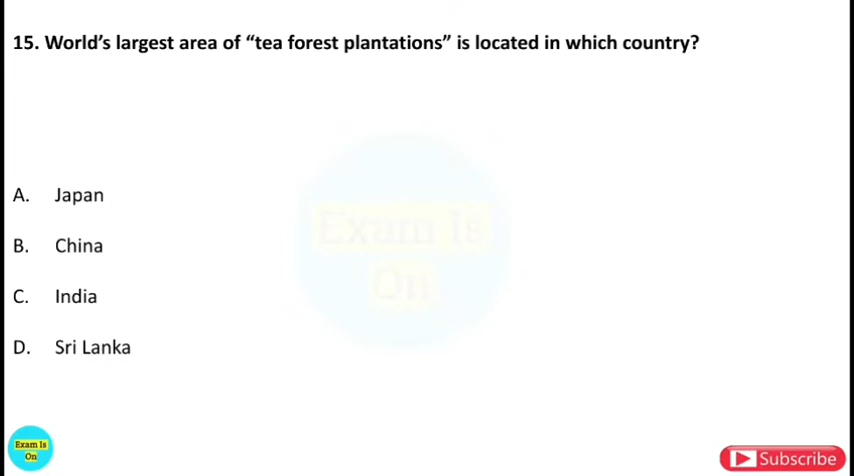 15. World’s largest area of “tea forest plantations” is located in which country?
Exam Is
On
A. Japan
B. China
C. India
D. Sri Lanka
Exam Is
On
Subscribe